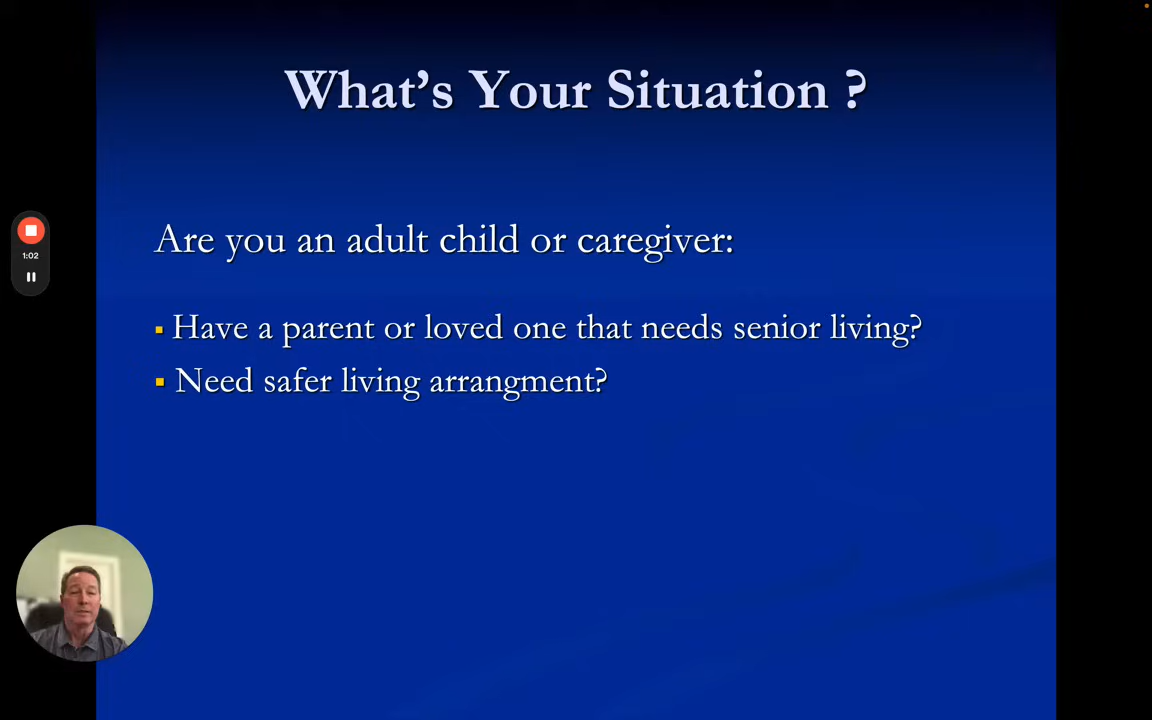 What's Your Situation ?
Are you an adult child or caregiver:
1:02
Have a parent or loved one that needs senior living?
Need safer living arrangment?